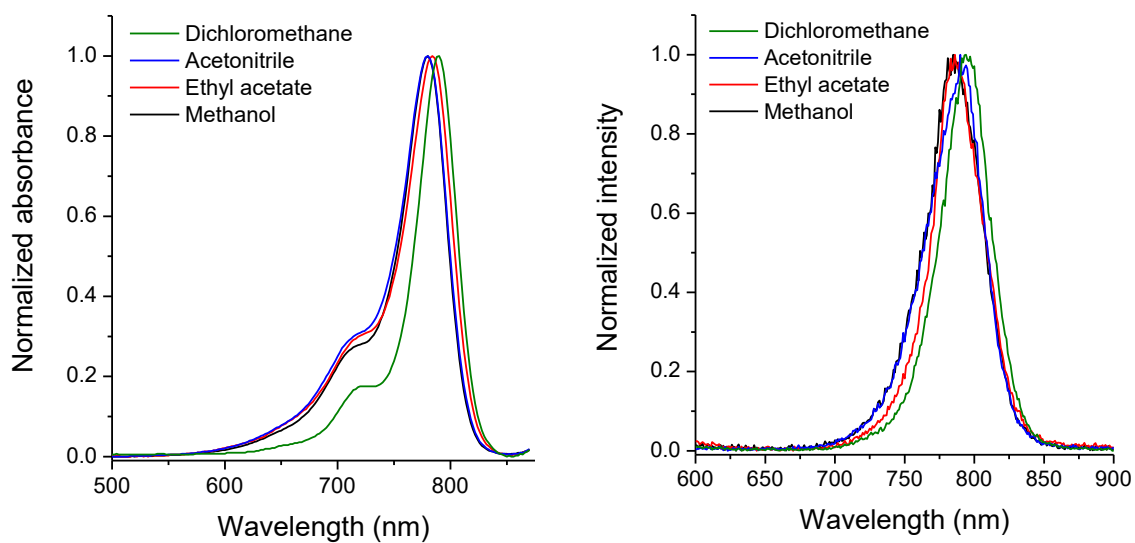 Dichloromethane
Acetonitrile
Ethyl acetate
Methanol
1.0
0.8
0.6
0.4
0.2
0.0
Normalized absorbance
500
600
700
800
Wavelength (nm)
Dichloromethane
Acetonitrile
Ethyl acetate
Methanol
1.0
0.8
0.6
0.4
0.2
0.0
Normalized intensity
600
650
700
750
800
850
900
Wavelength (nm)